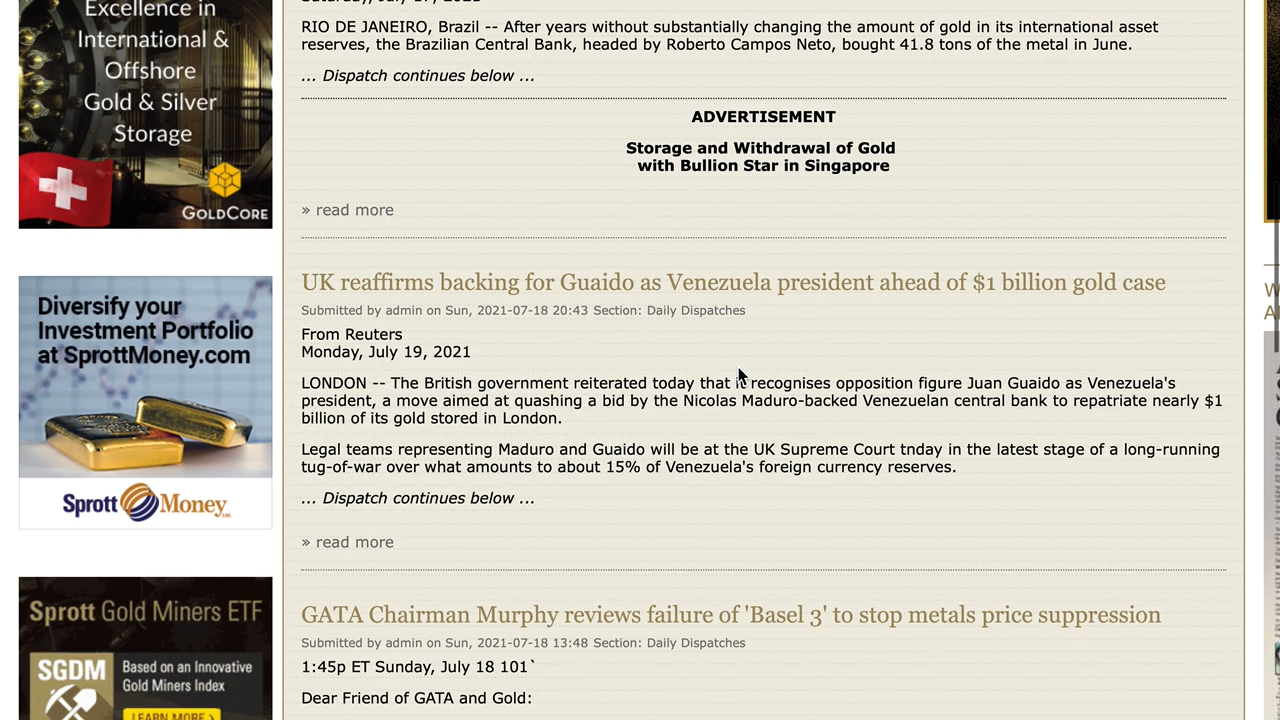 Excellence in
International &
Offshore
Gold & Silver
Storage
GOLDCORE
Diversify your
Investment Portfolio
at SprottMoney.com
Sprott Money
Sprott Gold Miners ETF
SGDM
Based on an Innovative
Gold Miners Index
LEARN MORE >
RIO DE JANEIRO, Brazil -- After years without substantially changing the amount of gold in its international asset
reserves, the Brazilian Central Bank, headed by Roberto Campos Neto, bought 41.8 tons of the metal in June.
... Dispatch continues below ...
ADVERTISEMENT
Storage and Withdrawal of Gold
with Bullion Star in Singapore
» read more
UK reaffirms backing for Guaido as Venezuela president ahead of $1 billion gold case
Submitted by admin on Sun, 2021-07-18 20:43 Section: Daily Dispatches
From Reuters
Monday, July 19, 2021
LONDON -- The British government reiterated today that it recognises opposition figure Juan Guaido as Venezuela's
president, a move aimed at quashing a bid by the Nicolas Maduro-backed Venezuelan central bank to repatriate nearly $1
billion of its gold stored in London.
Legal teams representing Maduro and Guaido will be at the UK Supreme Court tnday in the latest stage of a long-running
tug-of-war over what amounts to about 15% of Venezuela's foreign currency reserves.
... Dispatch continues below ...
» read more
GATA Chairman Murphy reviews failure of 'Basel 3' to stop metals price suppression
Submitted by admin on Sun, 2021-07-18 13:48 Section: Daily Dispatches
1:45p ET Sunday, July 18 101`
Dear Friend of GATA and Gold: